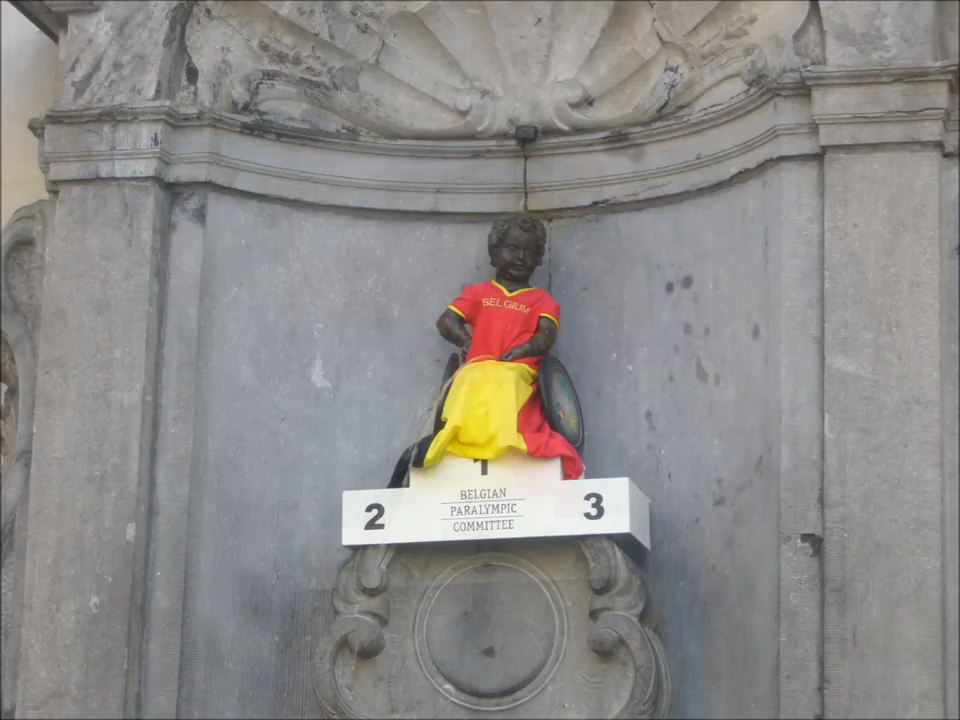 BELGIUM
1
BELGIAN
PARALYMPIC
COMMITTEE
2
3